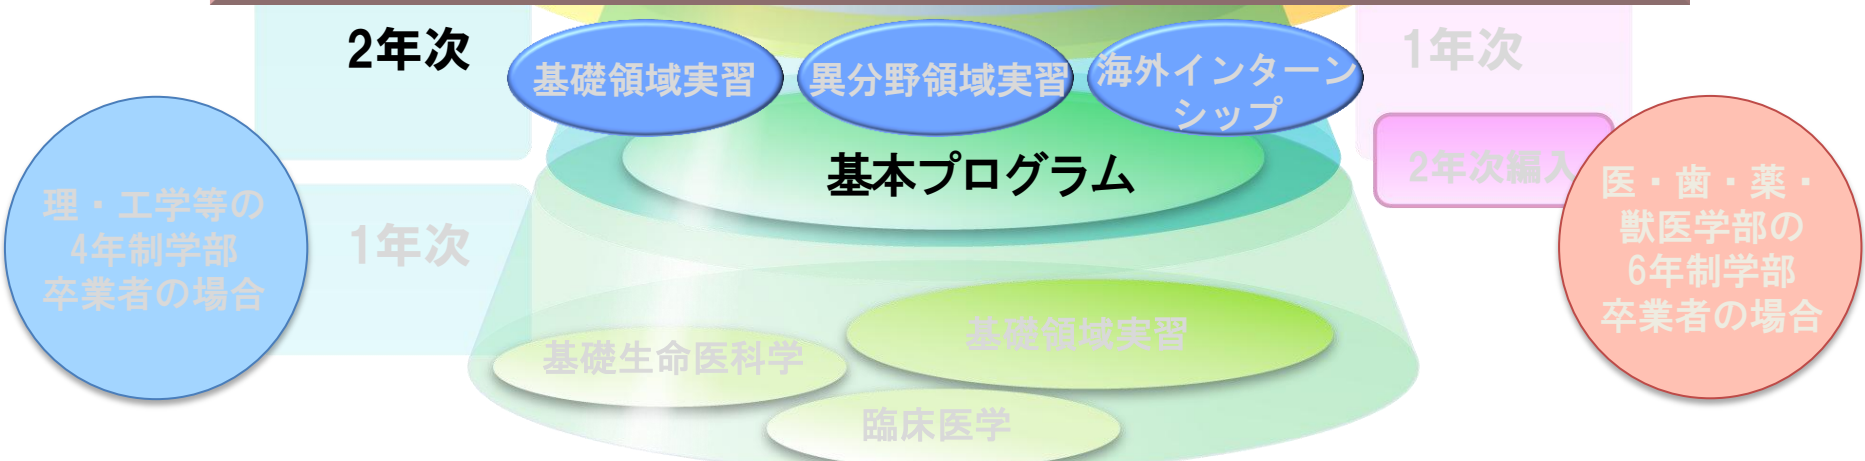 2年次
基礎領域実習
異分野領域実習
海外インターン
シップ
1年次
基本プログラム
2年次編入
理・工学等の
4年制学部
卒業者の場合
1年次
医・歯・薬・
獣医学部の
6年制学部
卒業者の場合
基礎領域実習
基礎生命医科学
臨床医学